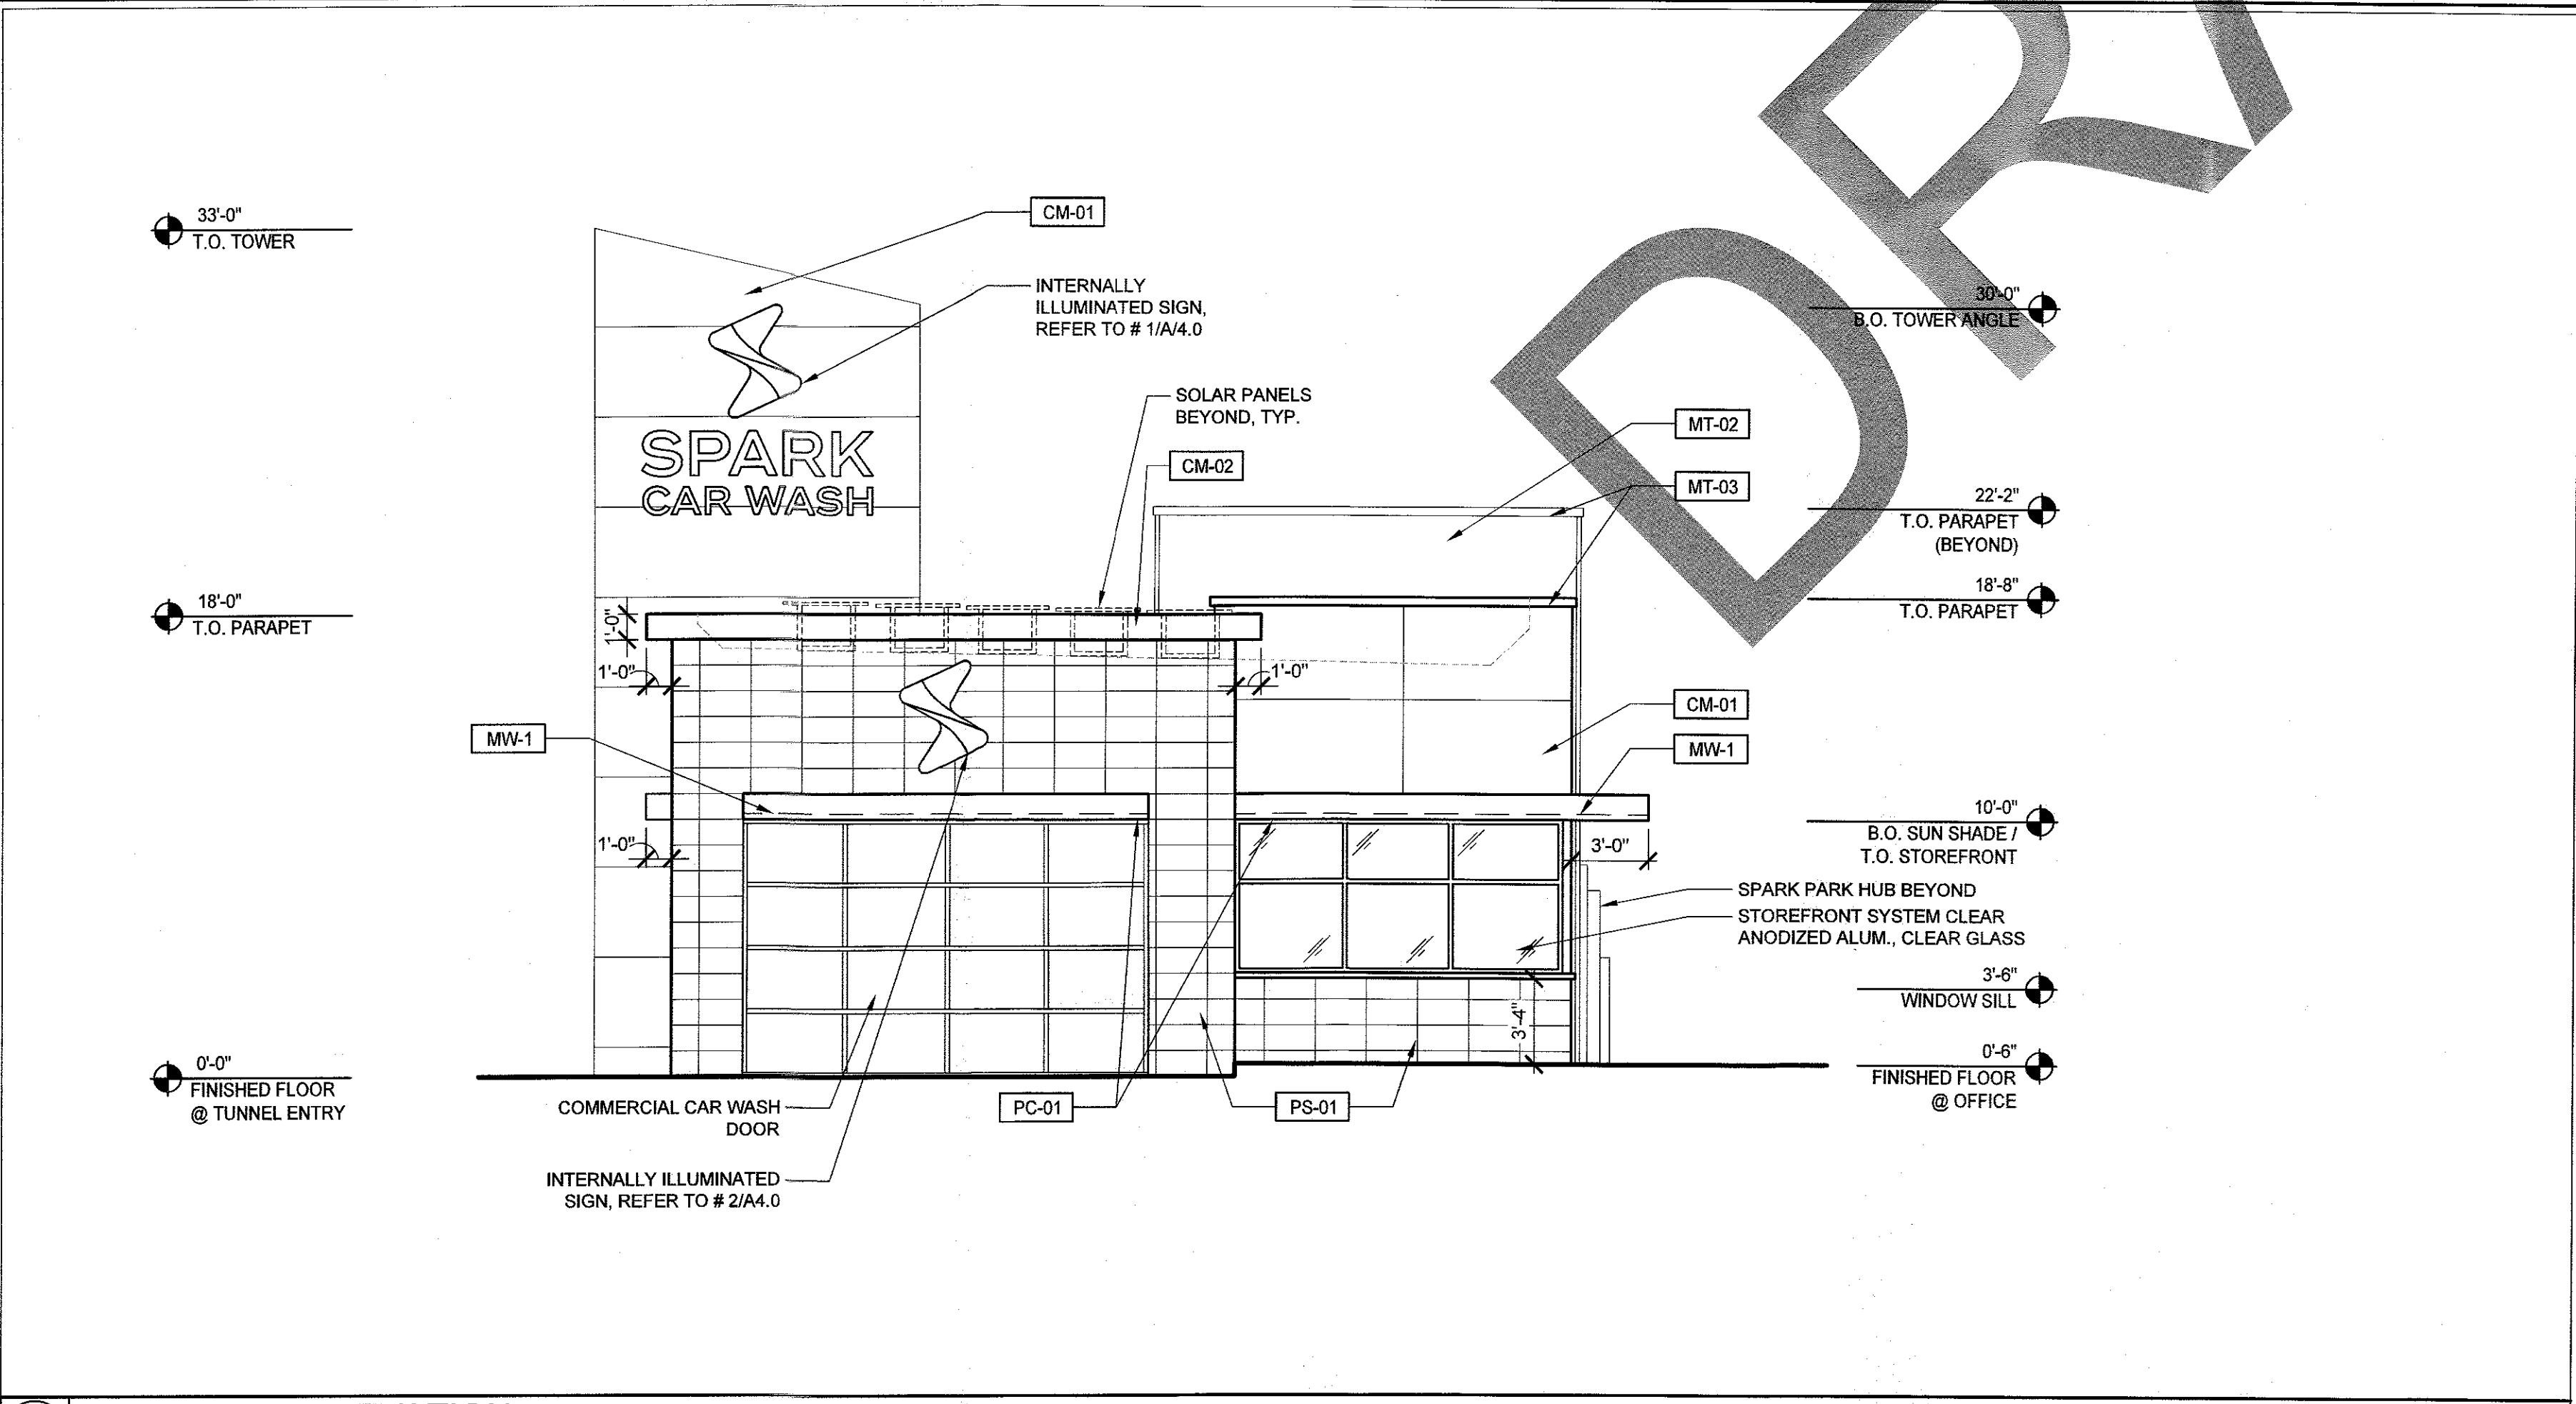 33'-0"
T.O. TOWER
CM-01
INTERNALLY
ILLUMINATED SIGN,
REFER TO # 1/A/4.0
30'-0"
B.O. TOWER ANGLE
SOLAR PANELS
BEYOND, TYP.
MT-02
SPARK
CAR WASH
CM-02
MT-03
22'-2"
T.O. PARAPET
(BEYOND)
18'-0"
T.O. PARAPET
18'-8"
T.O. PARAPET
1'-0"
1'-0"
1'-0"
CM-01
MW-1
MW-1
10'-0"
B.O. SUN SHADE /
T.O. STOREFRONT
1'-0"
3'-0"
SPARK PARK HUB BEYOND
STOREFRONT SYSTEM CLEAR
ANODIZED ALUM., CLEAR GLASS
3'-6"
WINDOW SILL
3'-4"
0'-0"
FINISHED FLOOR
@ TUNNEL ENTRY
0'-6"
FINISHED FLOOR
@ OFFICE
COMMERCIAL CAR WASH
DOOR
PC-01
PS-01
INTERNALLY ILLUMINATED
SIGN, REFER TO # 2/A4.0
DR